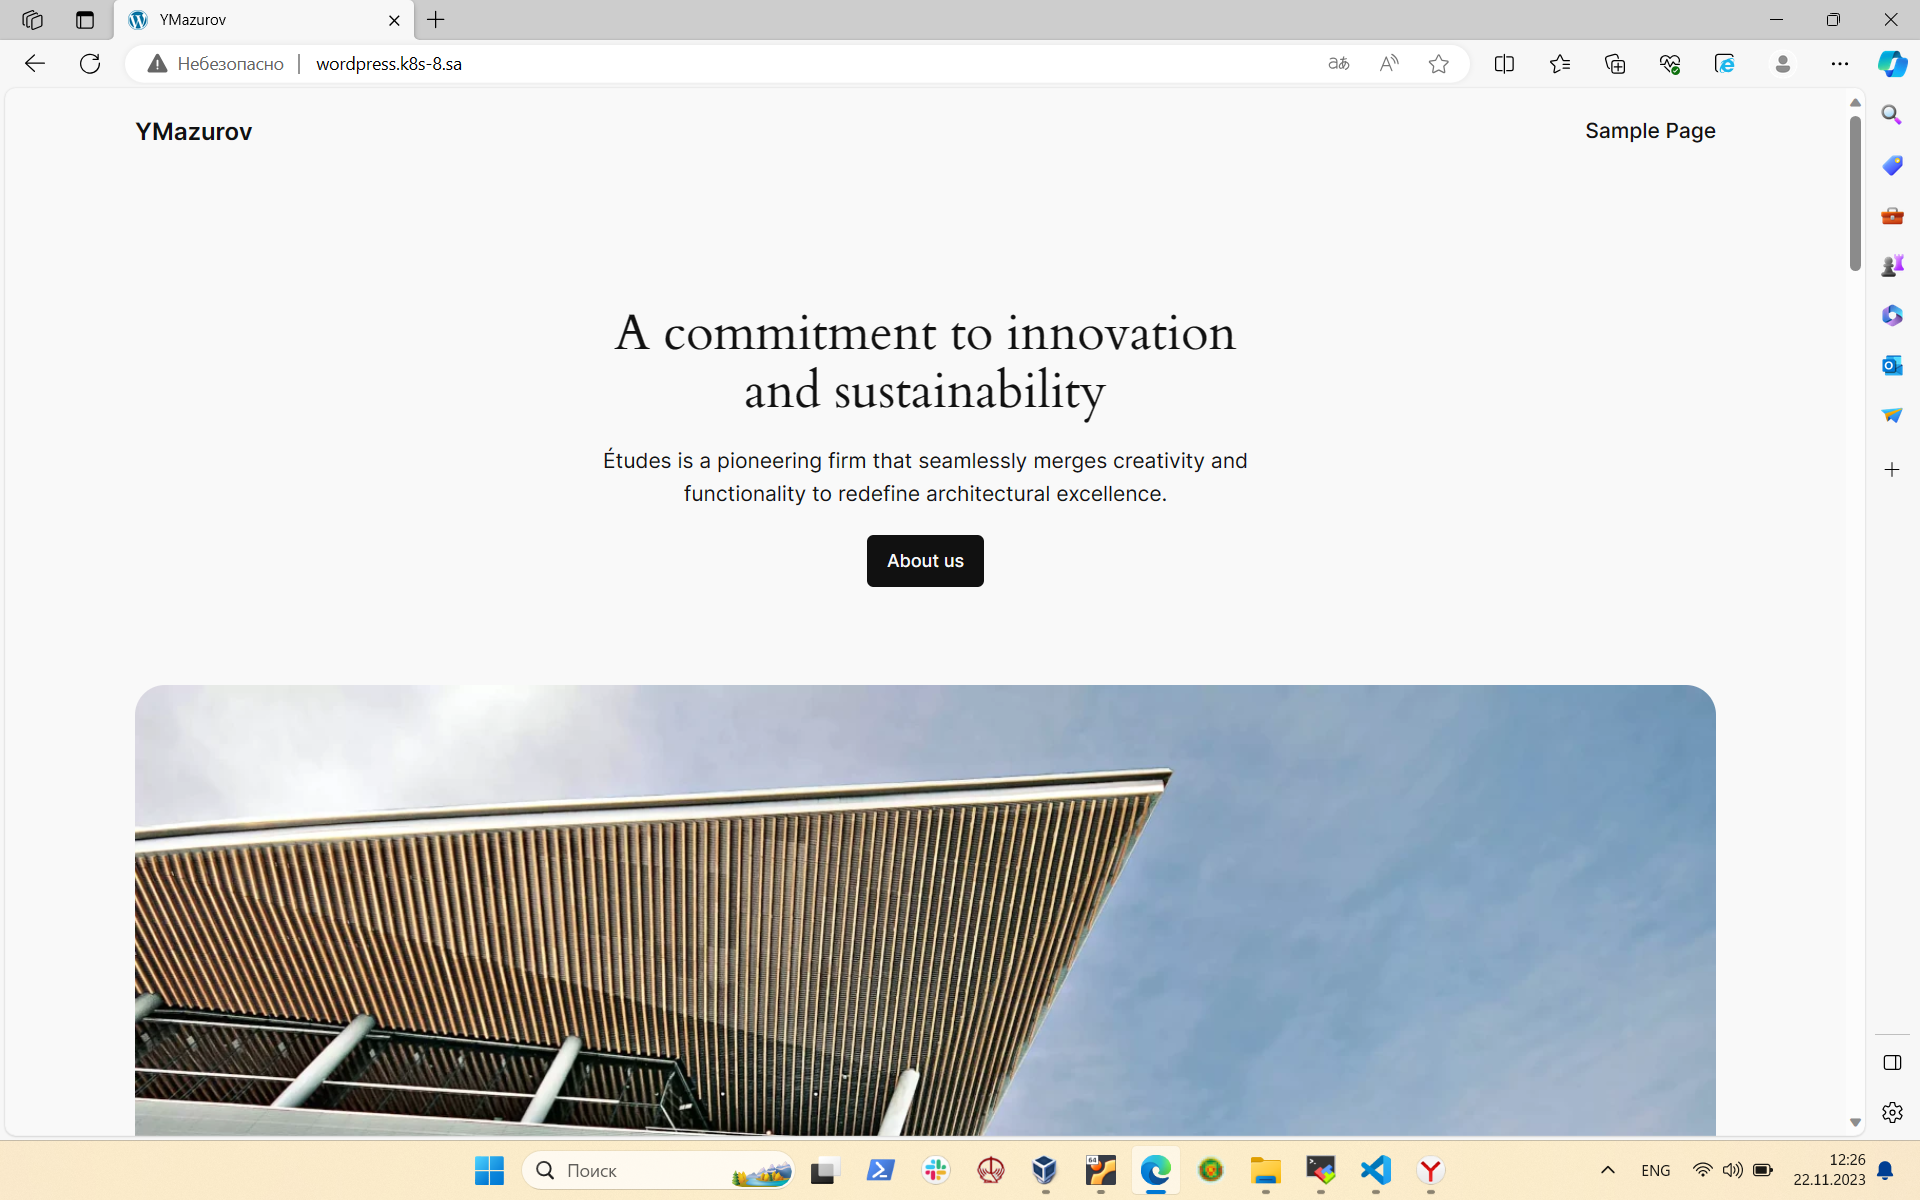 YMazurov
Небезопасно
wordpress.k8s-8.sa
YMazurov
Sample Page
A commitment to innovation
and sustainability
Études is a pioneering firm that seamlessly merges creativity and
functionality to redefine architectural excellence.
About us
Поиск
64
ENG
12:26
22.11.2023